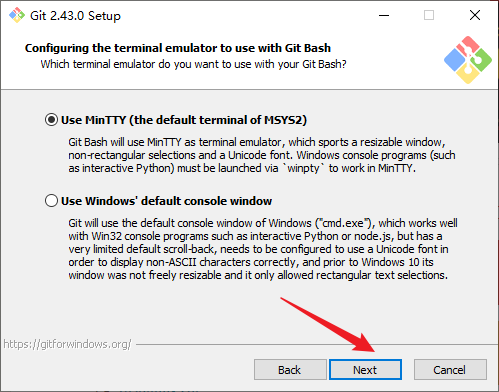 Git 2.43.0 Setup
Configuring the terminal emulator to use with Git Bash
Which terminal emulator do you want to use with your Git Bash?
Use MinTTY (the default terminal of MSYS2)
Git Bash will use MinTTY as terminal emulator, which sports a resizable window,
non-rectangular selections and a Unicode font. Windows console programs (such
as interactive Python) must be launched via `winpty` to work in MinTTY.
Use Windows' default console window
Git will use the default console window of Windows ("cmd.exe"), which works well
with Win32 console programs such as interactive Python or node.js, but has a
very limited default scroll-back, needs to be configured to use a Unicode font in
order to display non-ASCII characters correctly, and prior to Windows 10 its
window was not freely resizable and it only allowed rectangular text selections.
https://gitforwindows.org/
Back Next Cancel